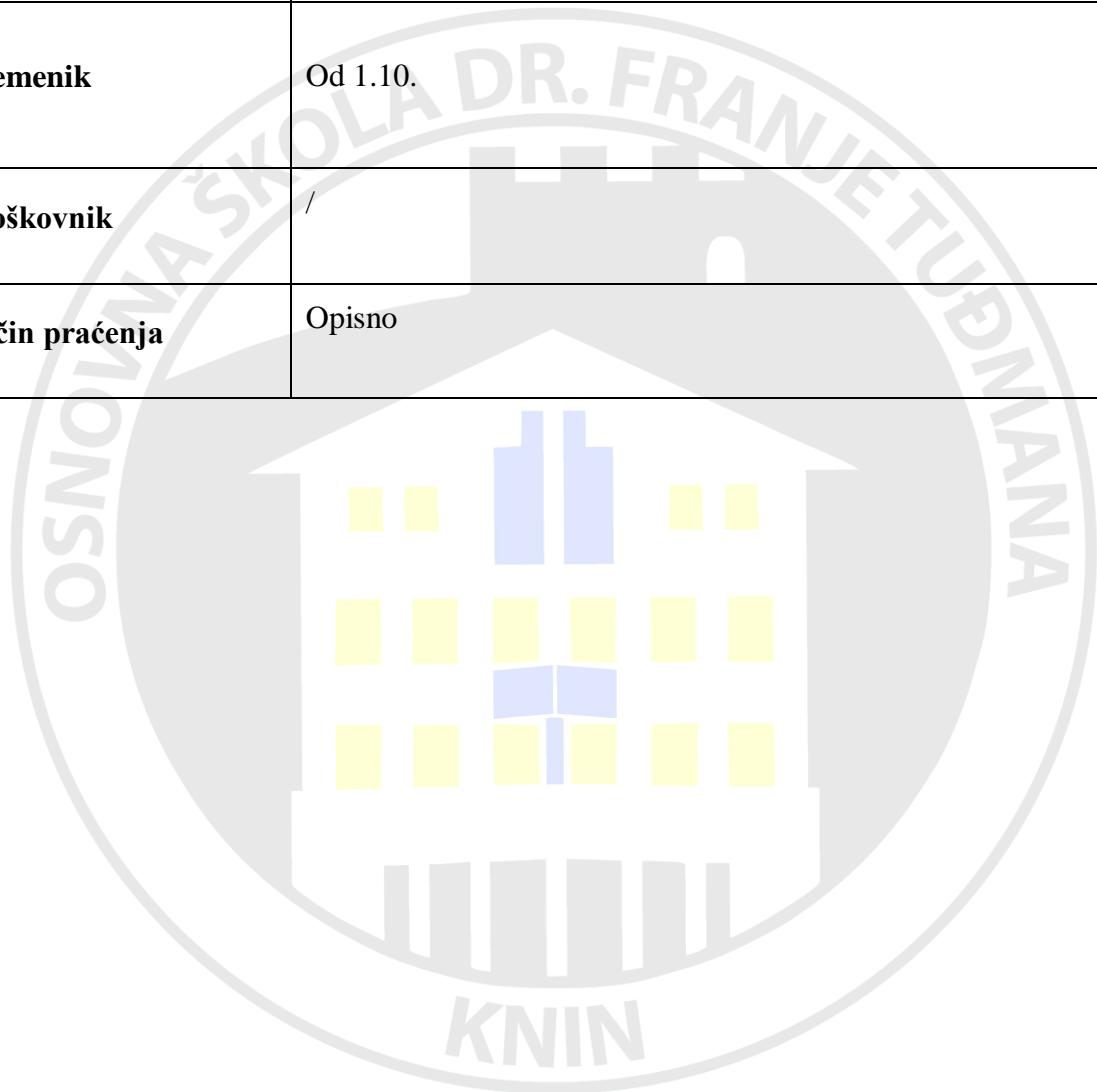 emenik Od 1.10.
oškovnik /
čin praćenja Opisno
OSNOVNA ŠKOLA DR. FRANJE TUĐMANA
KNIN